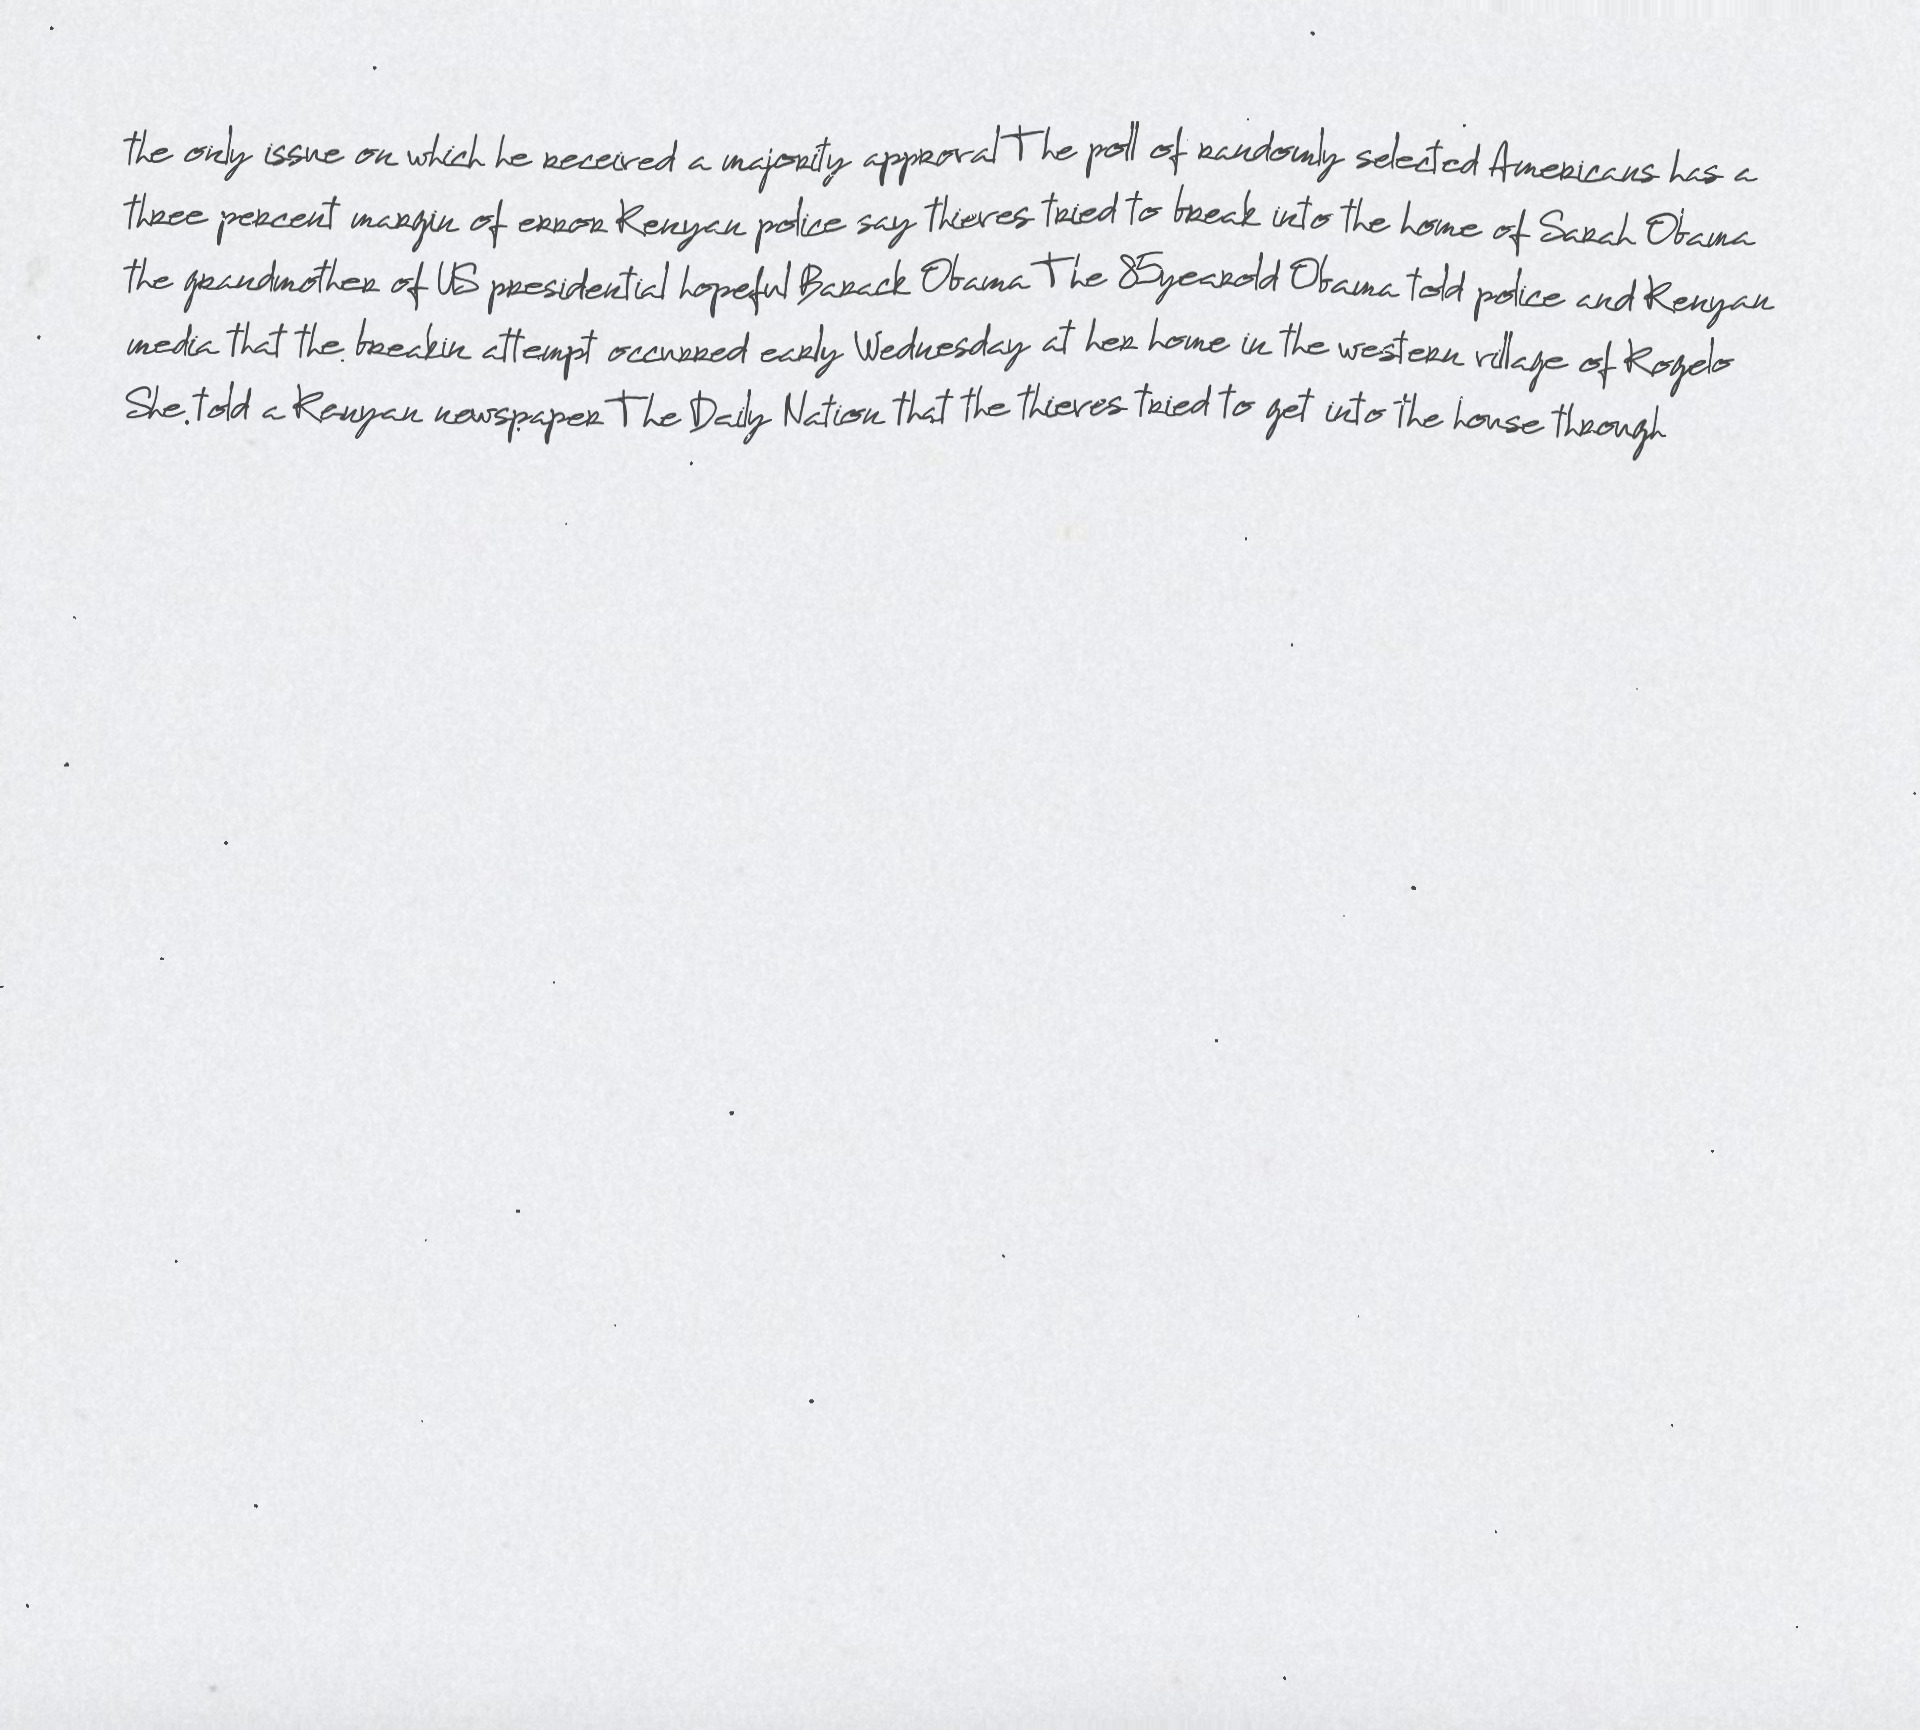 the only issue on which he received a majority approval The poll of randomly selected Americans has a
three percent margin of error Kenyan police say thieves tried to break into the home of Sarah Obama
the grandmother of US presidential hopeful Barack Obama The 85yearold Obama told police and Kenyan
media that the breakin attempt occurred early Wednesday at her home in the western village of Kogelo
She told a Kenyan newspaper The Daily Nation that the thieves tried to get into the house through